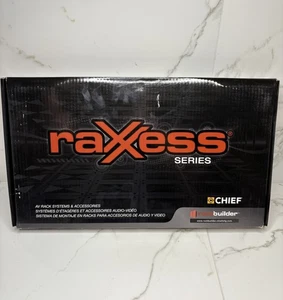 raXess
SERIES
CHIEF
AV RACK SYSTEMS & ACCESSORIES
SYSTÈMES D'ÉTAGÈRES ET ACCESSOIRES AUDIO-VIDÉO
SISTEMA DE MONTAJE EN RACKS PARA ACCESORIOS DE AUDIO Y VIDEO
builder